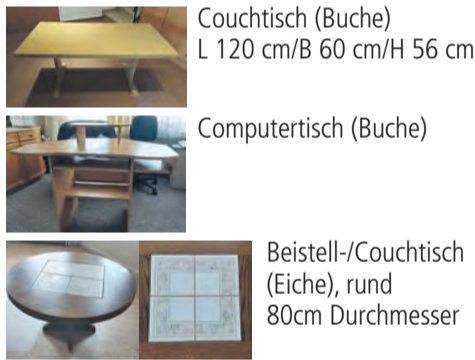 Couchtisch (Buche)
L 120 cm/B 60 cm/H 56 cm
Computertisch (Buche)
Beistell-/Couchtisch
(Eiche), rund
80cm Durchmesser